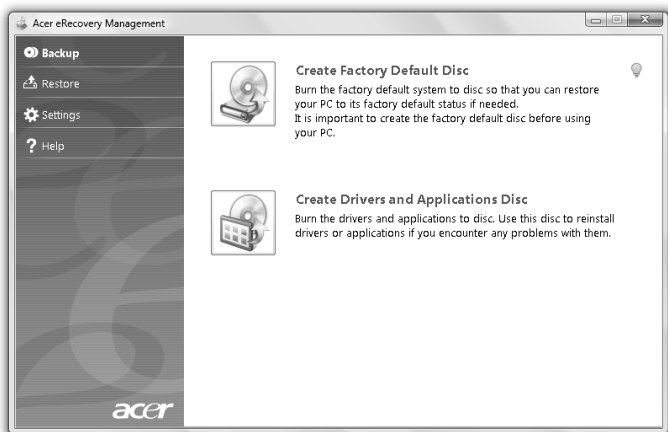 Acer eRecovery Management
Backup
Restore
Settings
Help
Create Factory Default Disc
Burn the factory default system to disc so that you can restore
your PC to its factory default status if needed.
It is important to create the factory default disc before using
your PC.
Create Drivers and Applications Disc
Burn the drivers and applications to disc. Use this disc to reinstall
drivers or applications if you encounter any problems with them.
acer